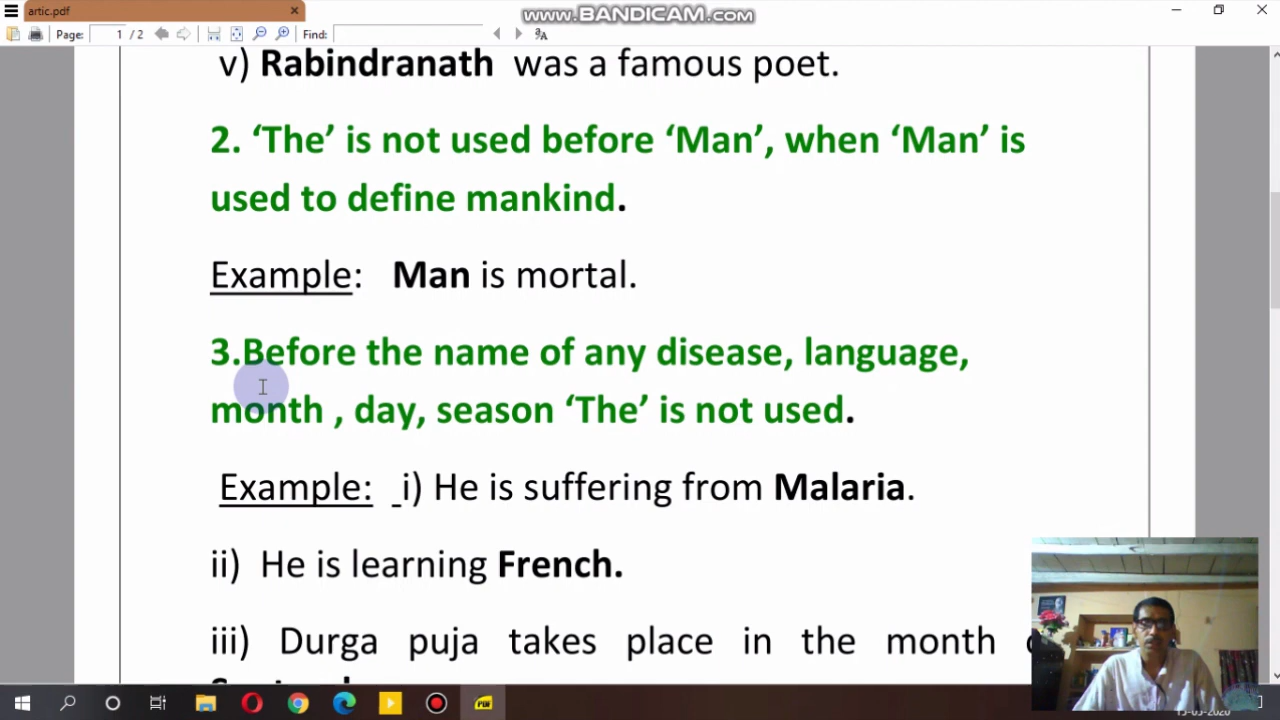 artic.pdf
www.BANDICAM.com
Page: 1 / 2 Find:
v) Rabindranath was a famous poet.
2. ‘The’ is not used before ‘Man’, when ‘Man’ is
used to define mankind.
Example: Man is mortal.
3.Before the name of any disease, language,
month , day, season ‘The’ is not used.
Example: i) He is suffering from Malaria.
ii) He is learning French.
iii) Durga puja takes place in the month